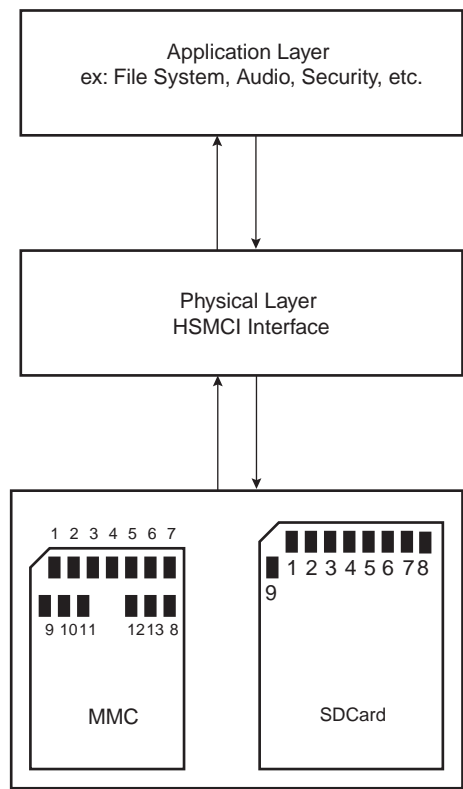 Application Layer
ex: File System, Audio, Security, etc.
Physical Layer
HSMCI Interface
1 2 3 4 5 6 7
9 10 11 12 13 8
MMC
1 2 3 4 5 6 7 8
9
SDCard